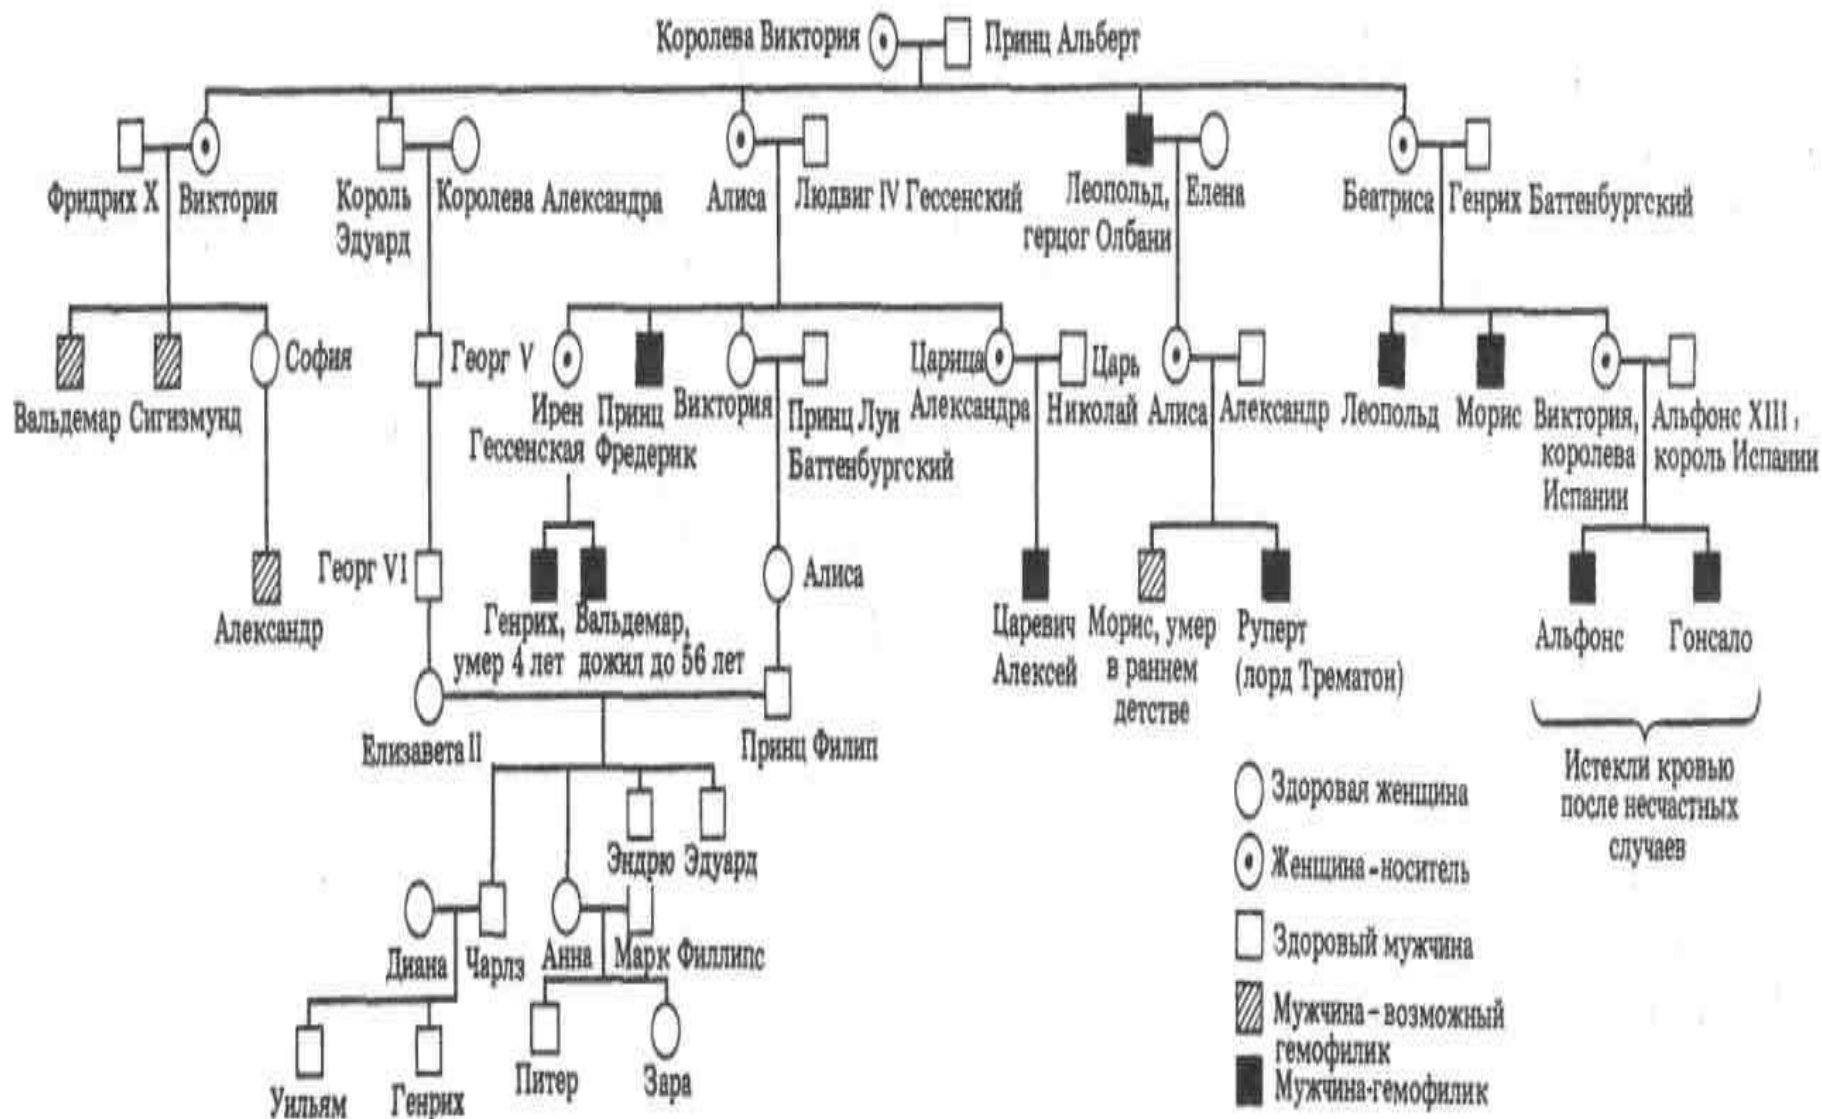 Королева Виктория
Принц Альберт
Фридрих X
Виктория
Король
Эдуард
Королева Александра
Алиса
Людвиг IV Гессенский
Леопольд,
герцог Олбани
Елена
Беатриса
Генрих Баттенбургский
Вальдемар
Сигизмунд
София
Георг V
Ирен
Гессенская
Принц
Фредерик
Виктория
Принц Луи
Баттенбургский
Царица
Александра
Царь
Николай
Алиса
Александр
Леопольд
Морис
Виктория,
королева
Испании
Альфонс XIII,
король Испании
Александр
Георг VI
Генрих,
умер 4 лет
Вальдемар,
дожил до 56 лет
Алиса
Царевич
Алексей
Морис, умер
в раннем
детстве
Руперт
(лорд Трематон)
Альфонс
Гонсало
Истекли кровью
после несчастных
случаев
Елизавета II
Принц Филип
Эндрю
Эдуард
Диана
Чарлз
Анна
Марк Филлипс
Уильям
Генрих
Питер
Зара
Здоровая женщина
Женщина-носитель
Здоровый мужчина
Мужчина-возможный
гемофилик
Мужчина-гемофилик